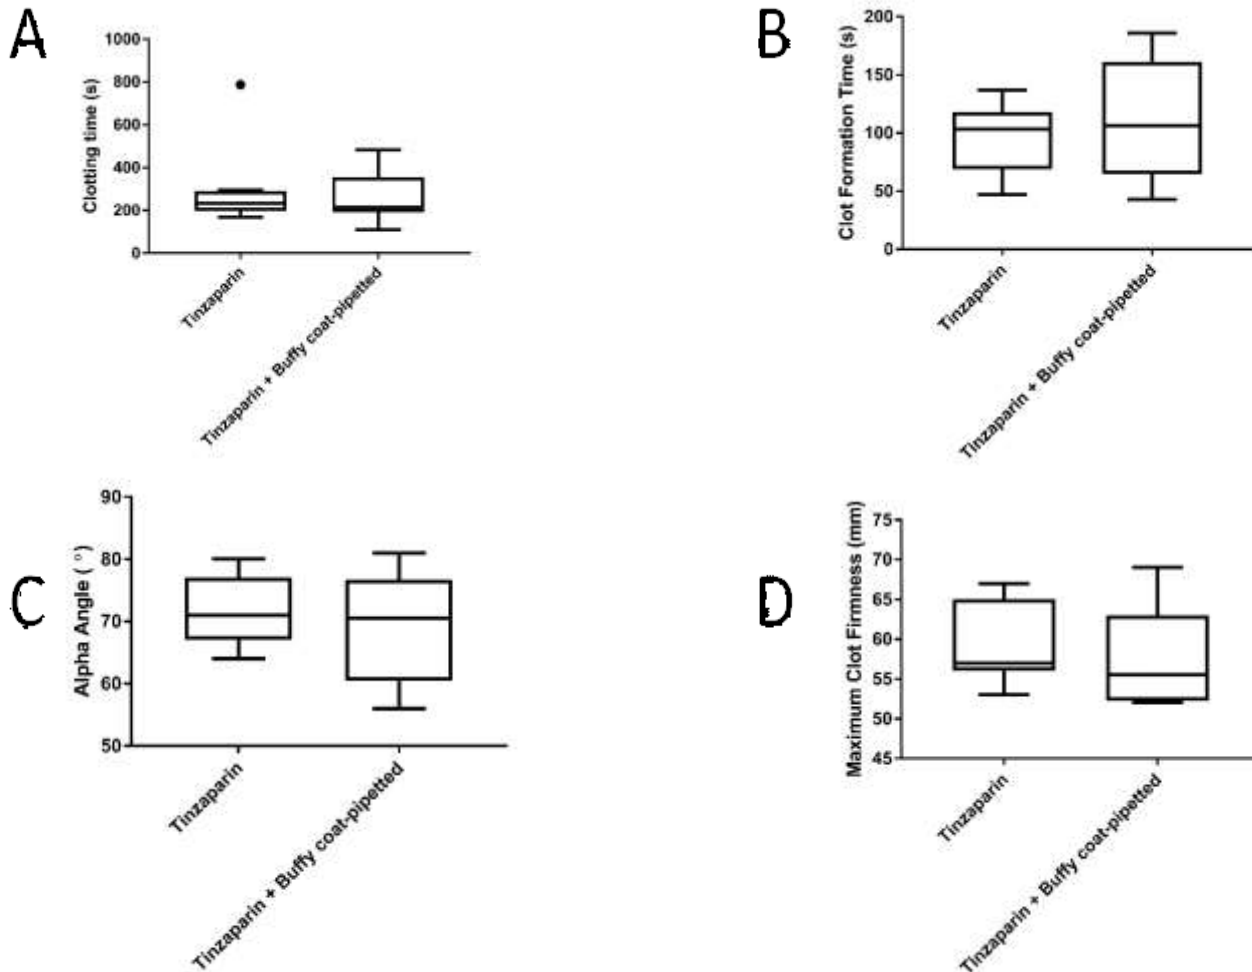 A
Clotting time (s)
1000
800
600
400
200
0
Tinzaparin
Tinzaparin + Buffy coat-pipetted
B
Clot Formation Time (s)
200
150
100
50
0
Tinzaparin
Tinzaparin + Buffy coat-pipetted
C
Alpha Angle ( °)
90
80
70
60
50
Tinzaparin
Tinzaparin + Buffy coat-pipetted
D
Maximum Clot Firmness (mm)
75
70
65
60
55
50
45
Tinzaparin
Tinzaparin + Buffy coat-pipetted